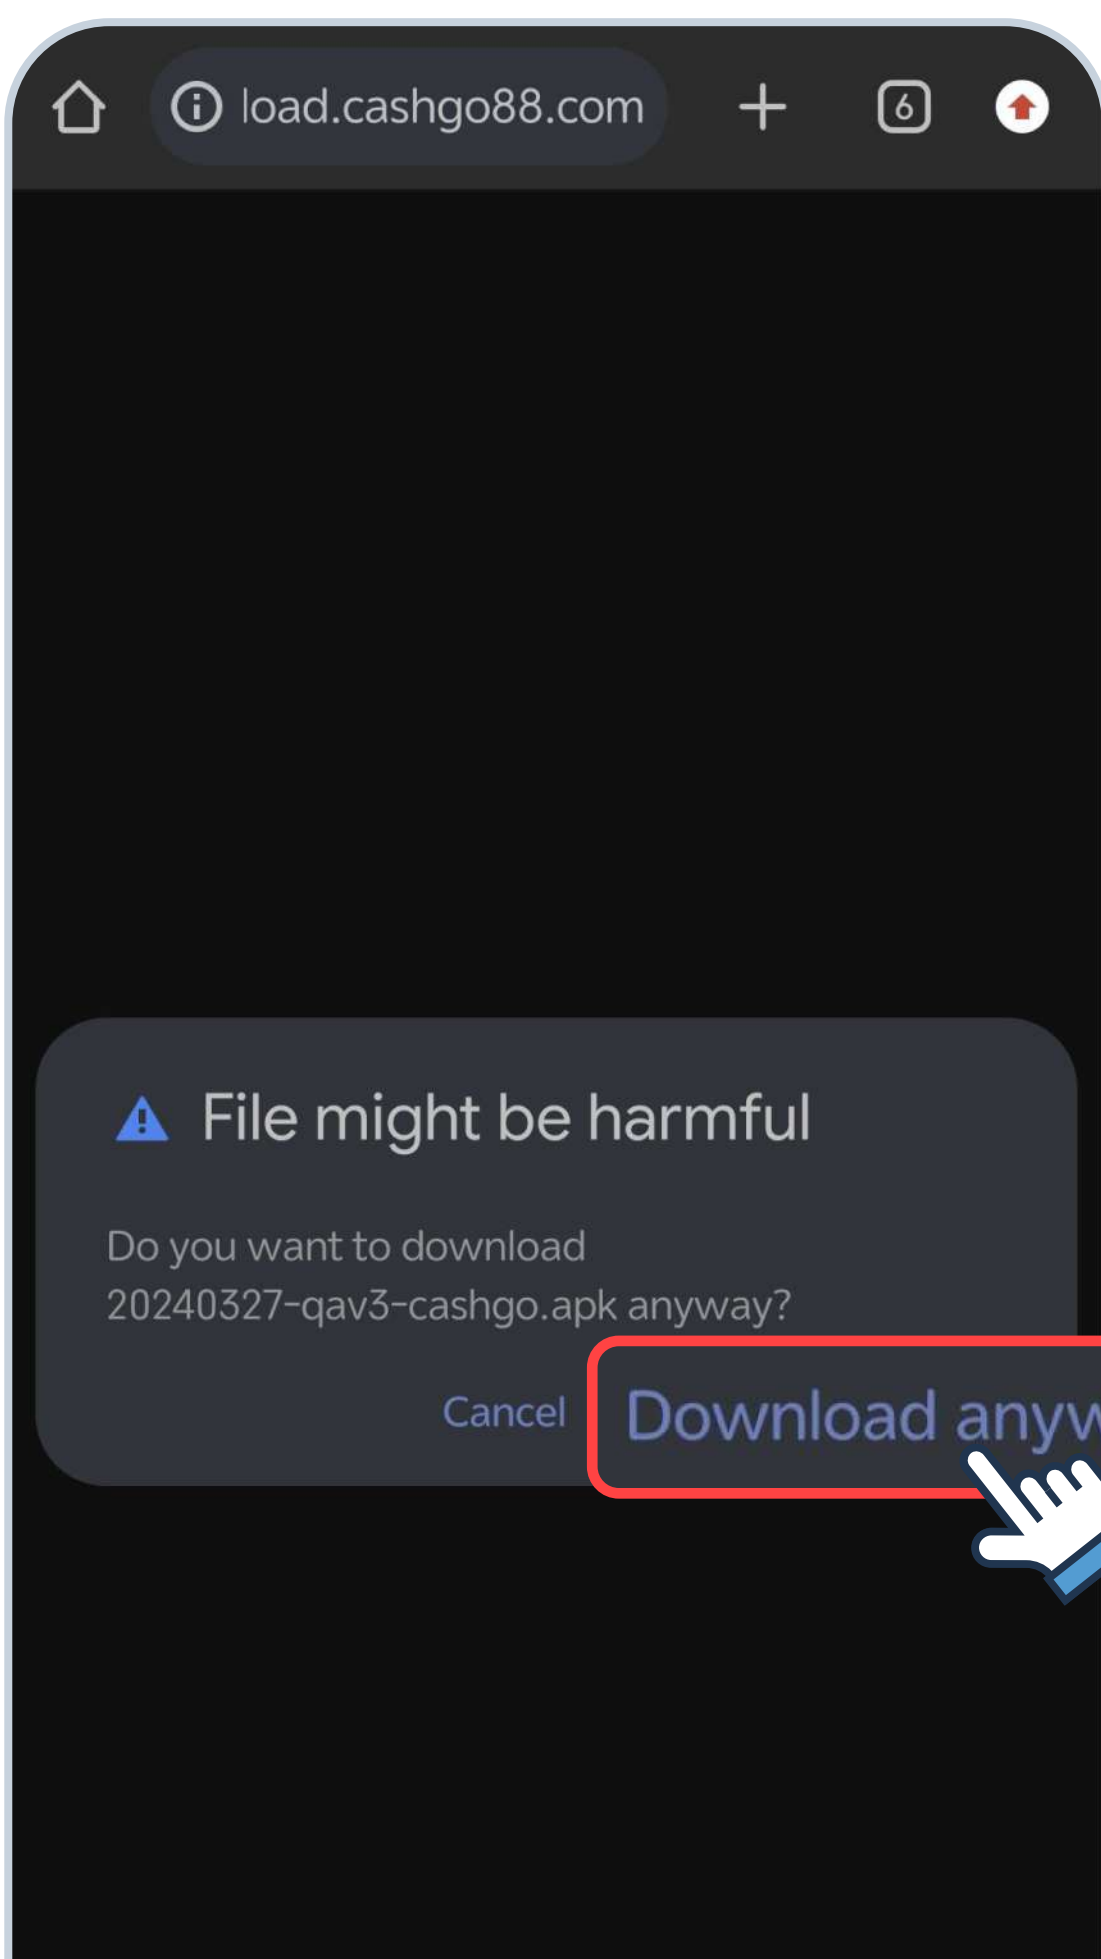 load.cashgo88.com
6
File might be harmful
Do you want to download
20240327-qav3-cashgo.apk anyway?
Cancel
Download anyw